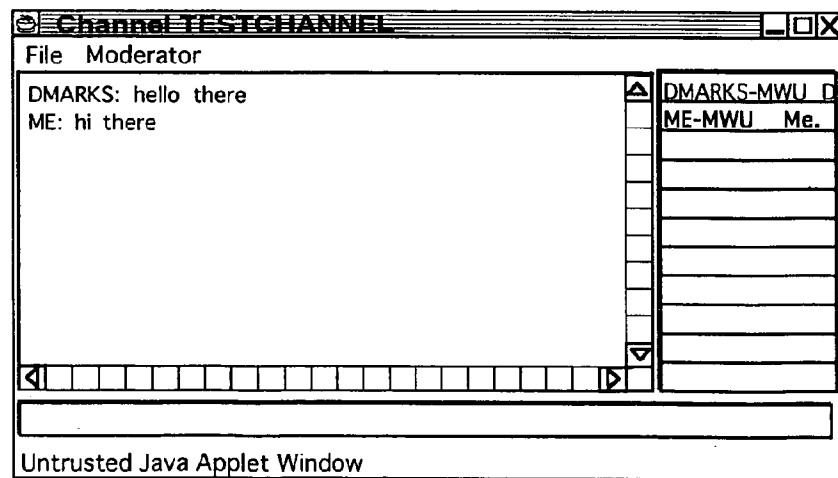 Channel TESTCHANNEL
File Moderator
DMARKS: hello there
ME: hi there
DMARKS-MWU D
ME-MWU Me.
Untrusted Java Applet Window